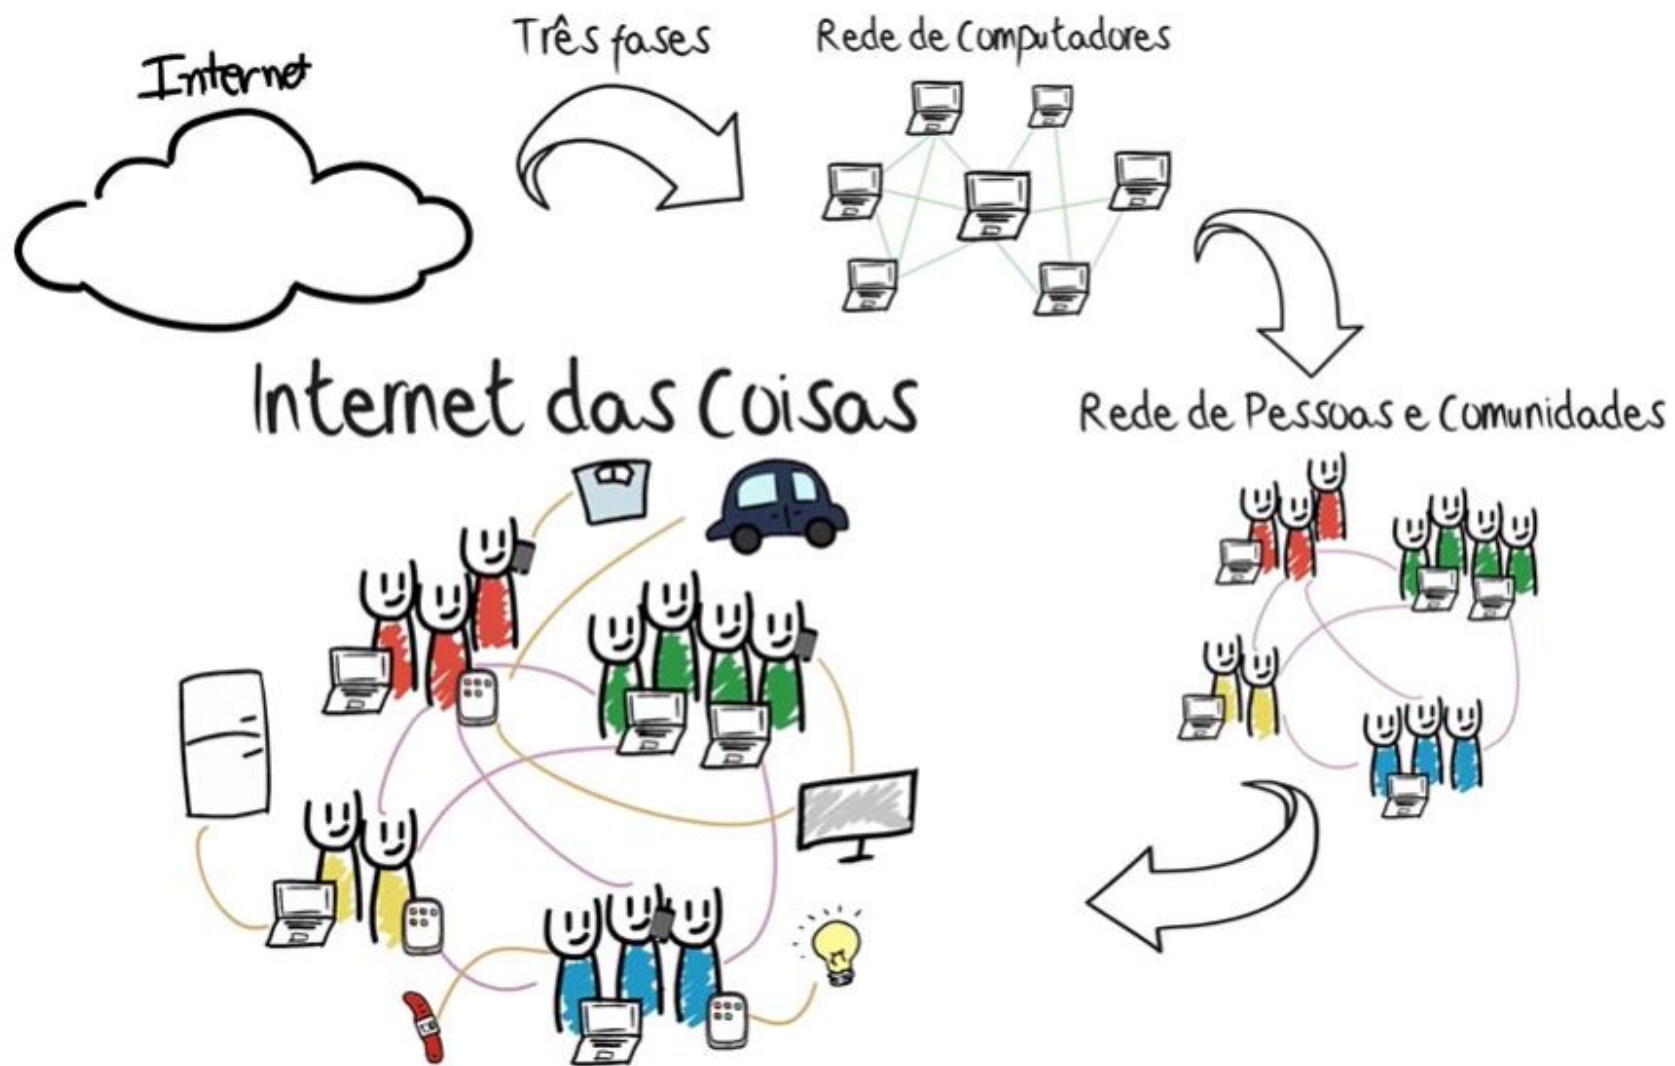 Internet
Três fases
Rede de Computadores
Rede de Pessoas e Comunidades
Internet das Coisas